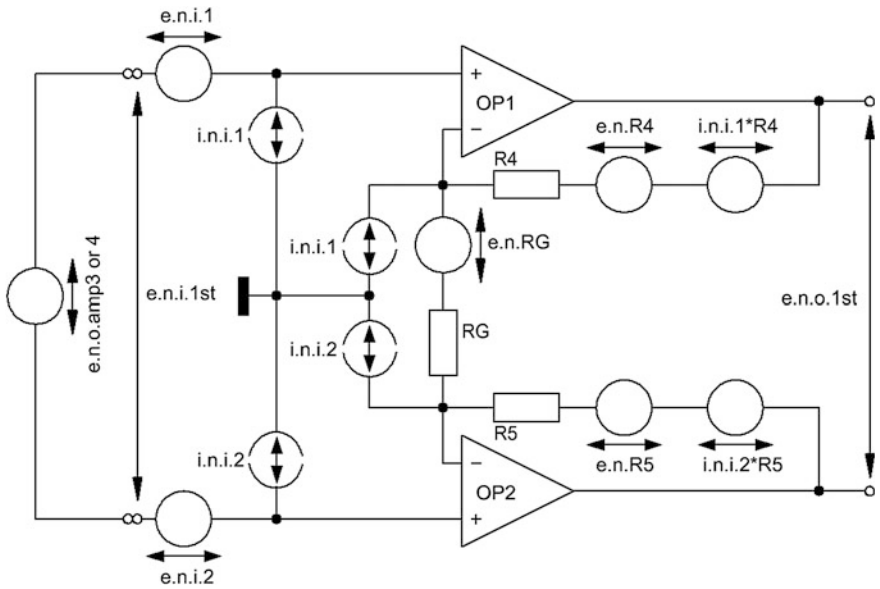 e.n.i.1
+
OP1
−
i.n.i.1
e.n.R4
i.n.i.1*R4
R4
i.n.i.1
e.n.RG
e.n.o.amp3 or 4
e.n.i.1st
e.n.o.1st
i.n.i.2
RG
i.n.i.2
R5
e.n.R5
i.n.i.2*R5
−
OP2
+
e.n.i.2